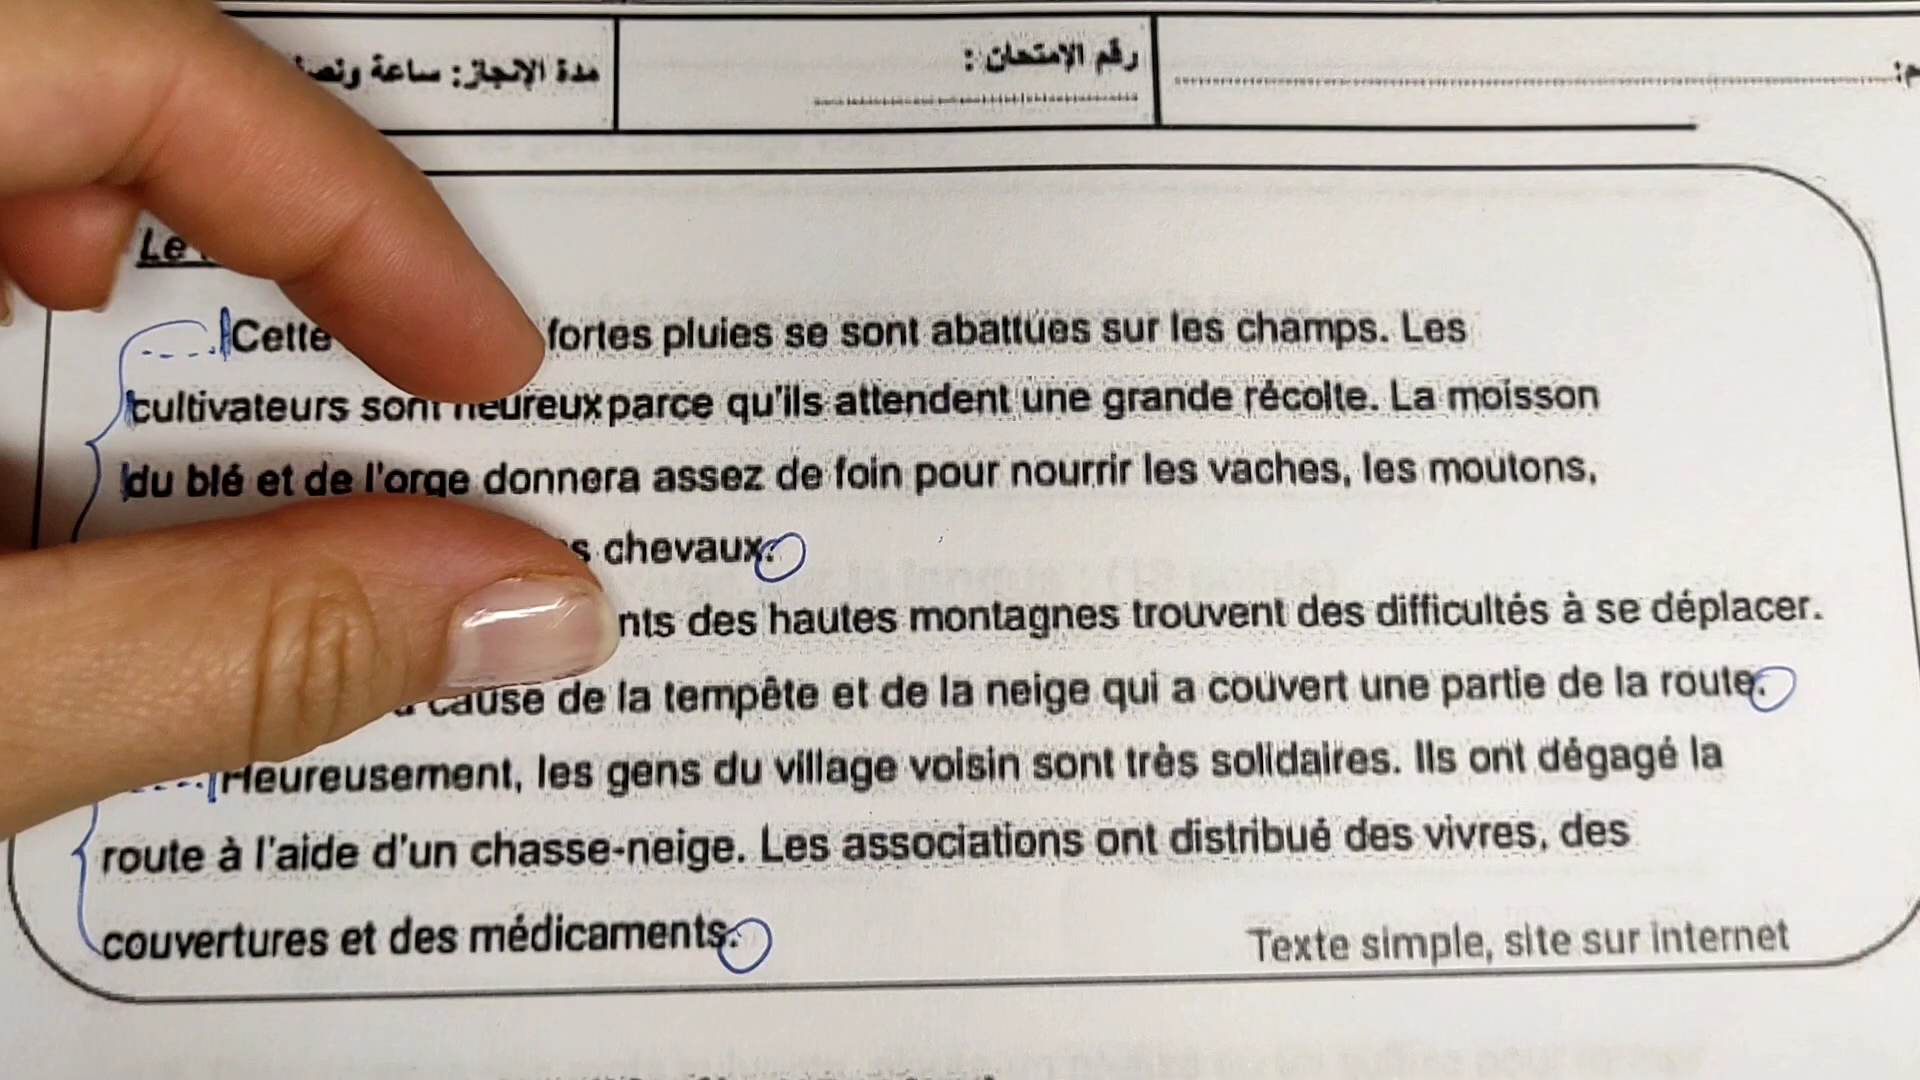 مدة الإنجاز: ساعة
رقم الإمتحان :
Le
Cette fortes pluies se sont abattues sur les champs. Les
cultivateurs sont heureux parce qu'ils attendent une grande récolte. La moisson
du blé et de l'orge donnera assez de foin pour nourrir les vaches, les moutons,
chevaux.
des hautes montagnes trouvent des difficultés à se déplacer.
cause de la tempête et de la neige qui a couvert une partie de la route.
Heureusement, les gens du village voisin sont très solidaires. Ils ont dégagé la
route à l'aide d'un chasse-neige. Les associations ont distribué des vivres, des
couvertures et des médicaments.
Texte simple, site sur internet